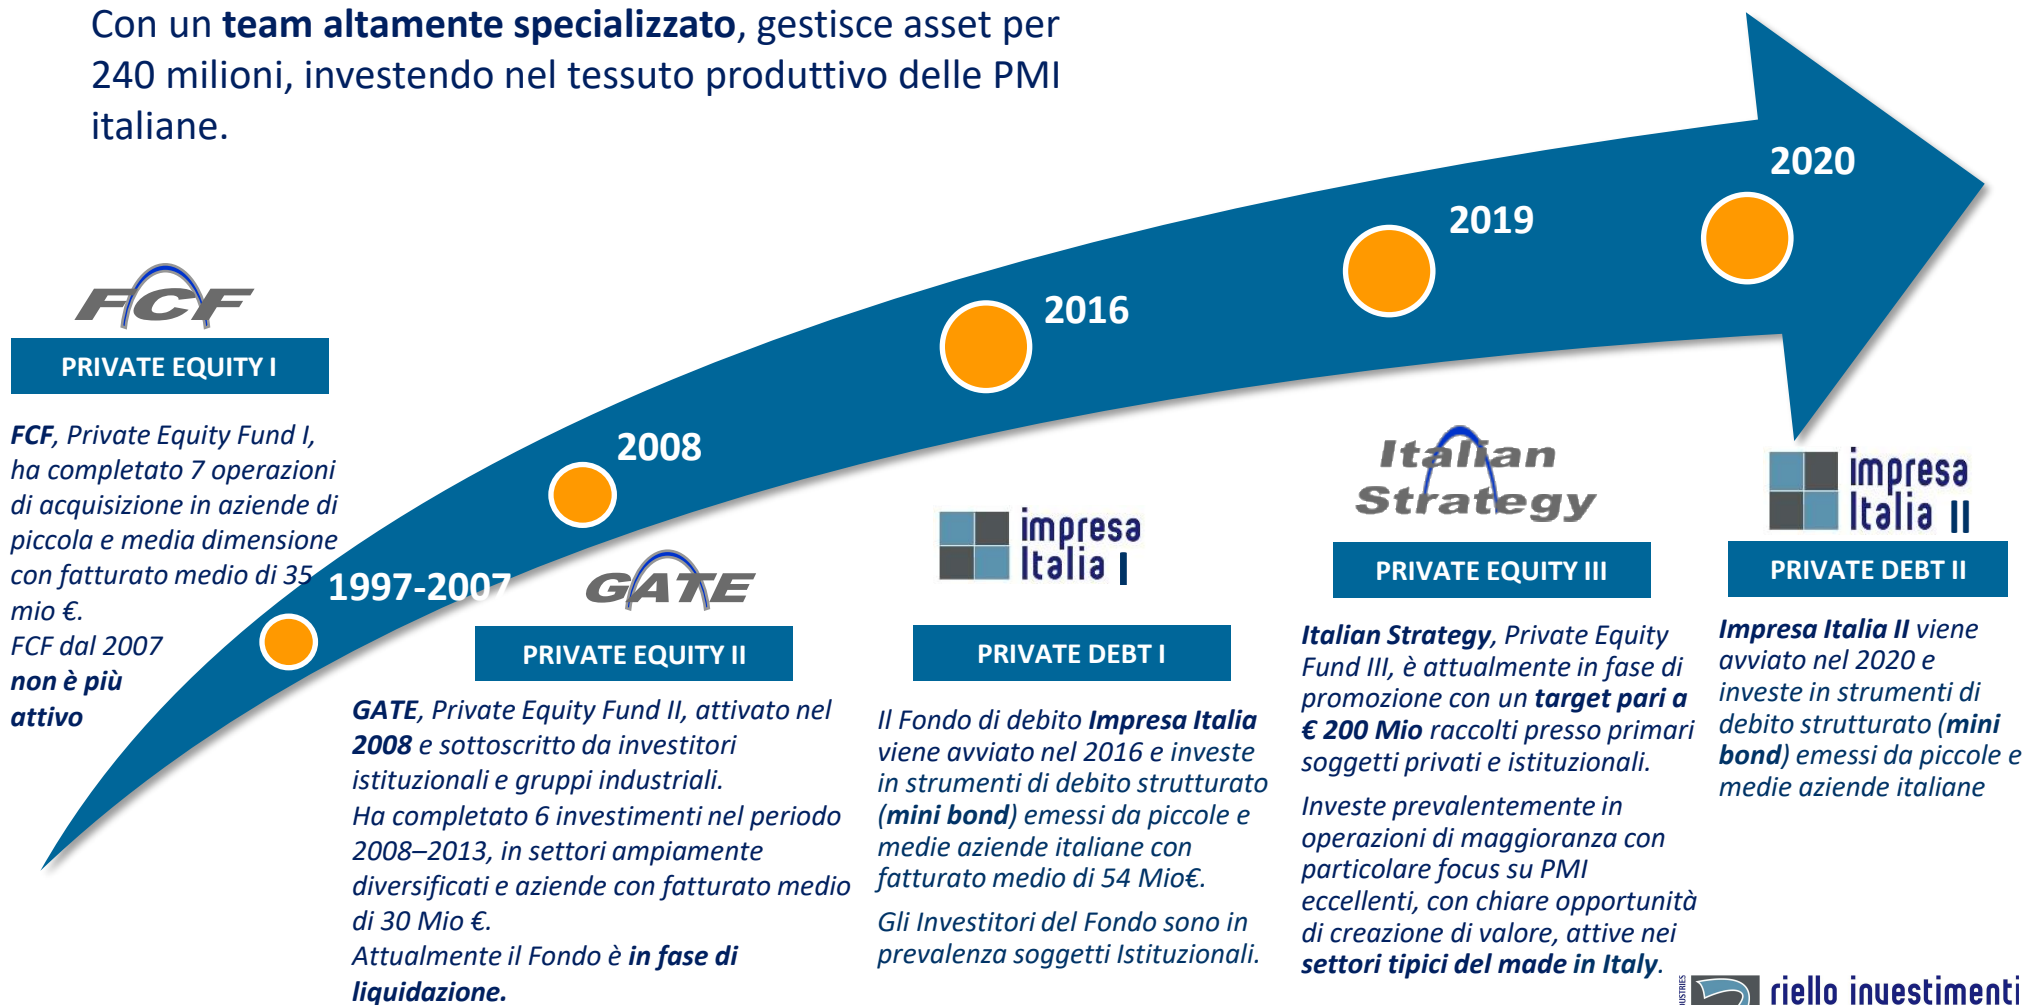 Con un team altamente specializzato, gestisce asset per
240 milioni, investendo nel tessuto produttivo delle PMI
italiane.
2020
2019
2016
2008
1997-2007
FCF
PRIVATE EQUITY I
FCF, Private Equity Fund I,
ha completato 7 operazioni
di acquisizione in aziende di
piccola e media dimensione
con fatturato medio di 35
mio €.
FCF dal 2007
non è più
attivo
GATE
PRIVATE EQUITY II
GATE, Private Equity Fund II, attivato nel
2008 e sottoscritto da investitori
istituzionali e gruppi industriali.
Ha completato 6 investimenti nel periodo
2008–2013, in settori ampiamente
diversificati e aziende con fatturato medio
di 30 Mio €.
Attualmente il Fondo è in fase di
liquidazione.
impresa
Italia I
PRIVATE DEBT I
Il Fondo di debito Impresa Italia
viene avviato nel 2016 e investe
in strumenti di debito strutturato
(mini bond) emessi da piccole e
medie aziende italiane con
fatturato medio di 54 Mio€.
Gli Investitori del Fondo sono in
prevalenza soggetti Istituzionali.
Italian
Strategy
PRIVATE EQUITY III
Italian Strategy, Private Equity
Fund III, è attualmente in fase di
promozione con un target pari a
€ 200 Mio raccolti presso primari
soggetti privati e istituzionali.
Investe prevalentemente in
operazioni di maggioranza con
particolare focus su PMI
eccellenti, con chiare opportunità
di creazione di valore, attive nei
settori tipici del made in Italy.
impresa
Italia II
PRIVATE DEBT II
Impresa Italia II viene
avviato nel 2020 e
investe in strumenti di
debito strutturato (mini
bond) emessi da piccole e
medie aziende italiane
riello investimenti